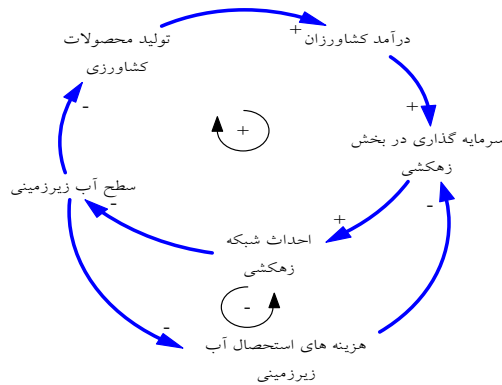 تولید محصولات
کشاورزی
درآمد کشاورزان
+
+
سرمایه گذاری در بخش
زهکشی
-
+
-
سطح آب زیرزمینی
-
+
احداث شبکه
زهکشی
-
-
هزینه های استحصال آب
زیرزمینی